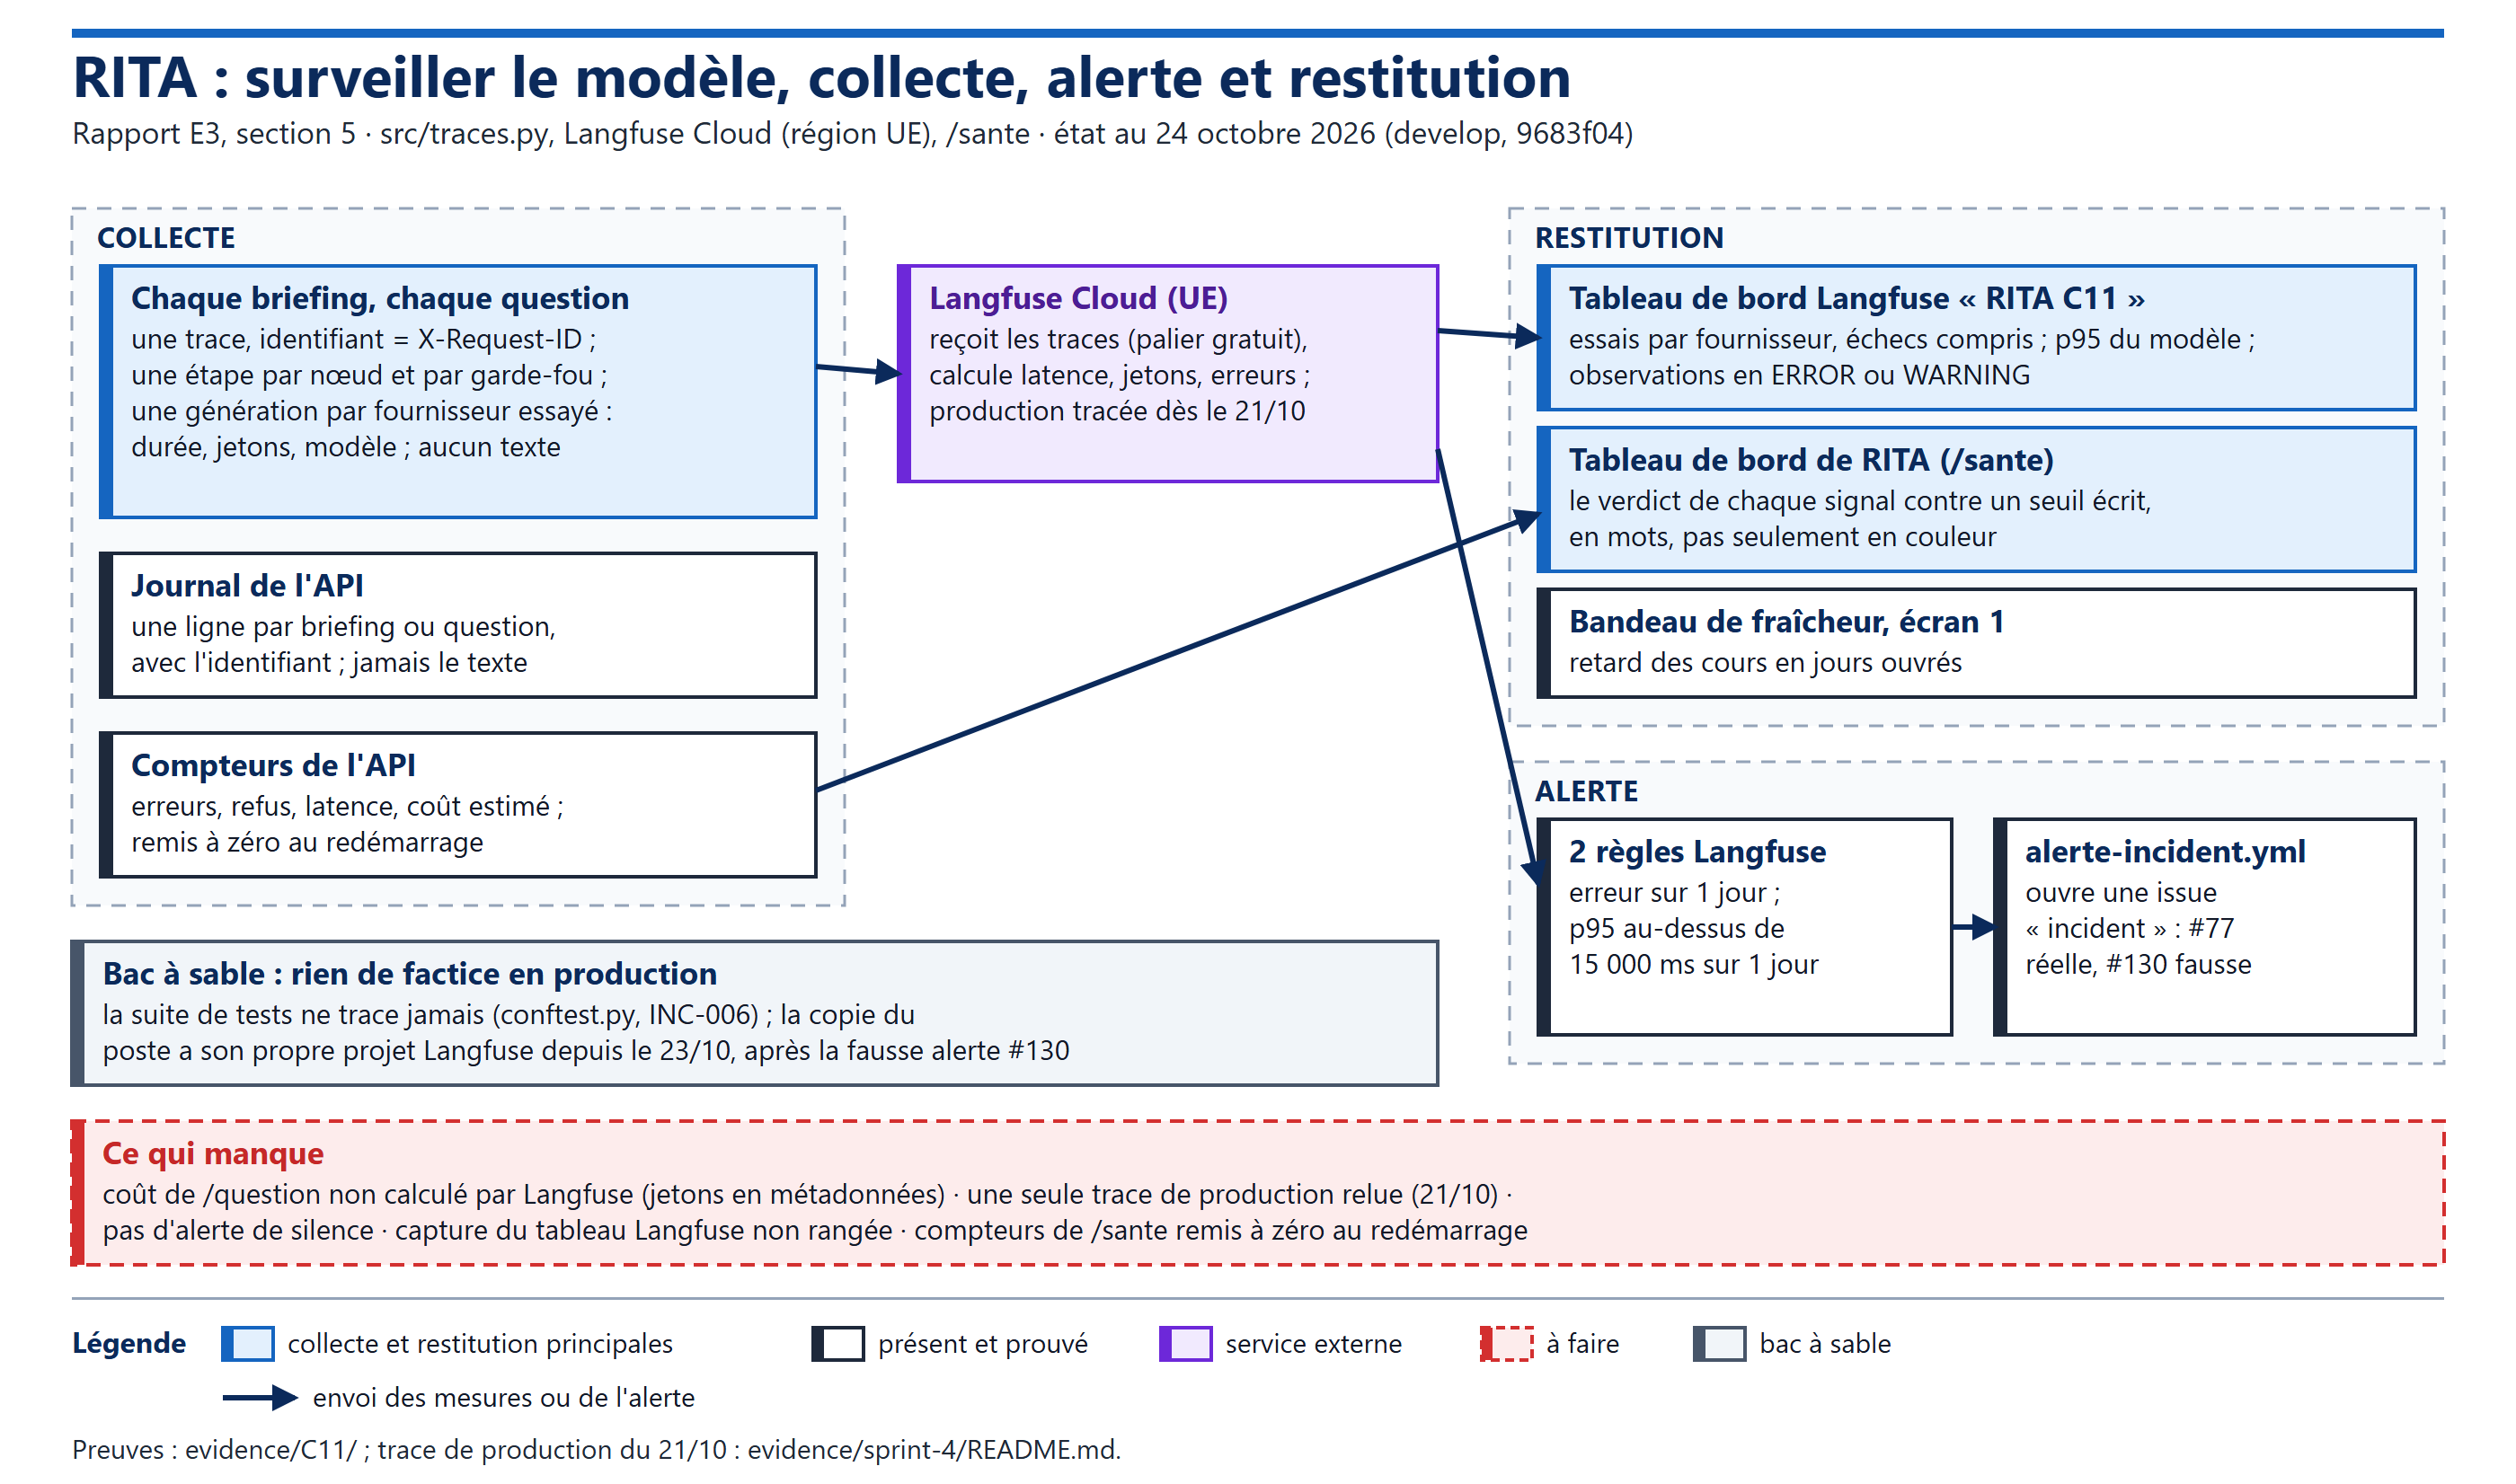 RITA : surveiller le modèle, collecte, alerte et restitution
Rapport E3, section 5 · src/traces.py, Langfuse Cloud (région UE), /sante · état au 24 octobre 2026 (develop, 9683f04)
COLLECTE
Chaque briefing, chaque question
une trace, identifiant = X-Request-ID ;
une étape par nœud et par garde-fou ;
une génération par fournisseur essayé :
durée, jetons, modèle ; aucun texte
Journal de l'API
une ligne par briefing ou question,
avec l'identifiant ; jamais le texte
Compteurs de l'API
erreurs, refus, latence, coût estimé ;
remis à zéro au redémarrage
Langfuse Cloud (UE)
reçoit les traces (palier gratuit),
calcule latence, jetons, erreurs ;
production tracée dès le 21/10
RESTITUTION
Tableau de bord Langfuse « RITA C11 »
essais par fournisseur, échecs compris ; p95 du modèle ;
observations en ERROR ou WARNING
Tableau de bord de RITA (/sante)
le verdict de chaque signal contre un seuil écrit,
en mots, pas seulement en couleur
Bandeau de fraîcheur, écran 1
retard des cours en jours ouvrés
ALERTE
2 règles Langfuse
erreur sur 1 jour ;
p95 au-dessus de
15 000 ms sur 1 jour
alerte-incident.yml
ouvre une issue
« incident » : #77
réelle, #130 fausse
Bac à sable : rien de factice en production
la suite de tests ne trace jamais (conftest.py, INC-006) ; la copie du
poste a son propre projet Langfuse depuis le 23/10, après la fausse alerte #130
Ce qui manque
coût de /question non calculé par Langfuse (jetons en métadonnées) · une seule trace de production relue (21/10) ·
pas d'alerte de silence · capture du tableau Langfuse non rangée · compteurs de /sante remis à zéro au redémarrage
Légende
collecte et restitution principales
présent et prouvé
service externe
à faire
bac à sable
envoi des mesures ou de l'alerte
Preuves : evidence/C11/ ; trace de production du 21/10 : evidence/sprint-4/README.md.